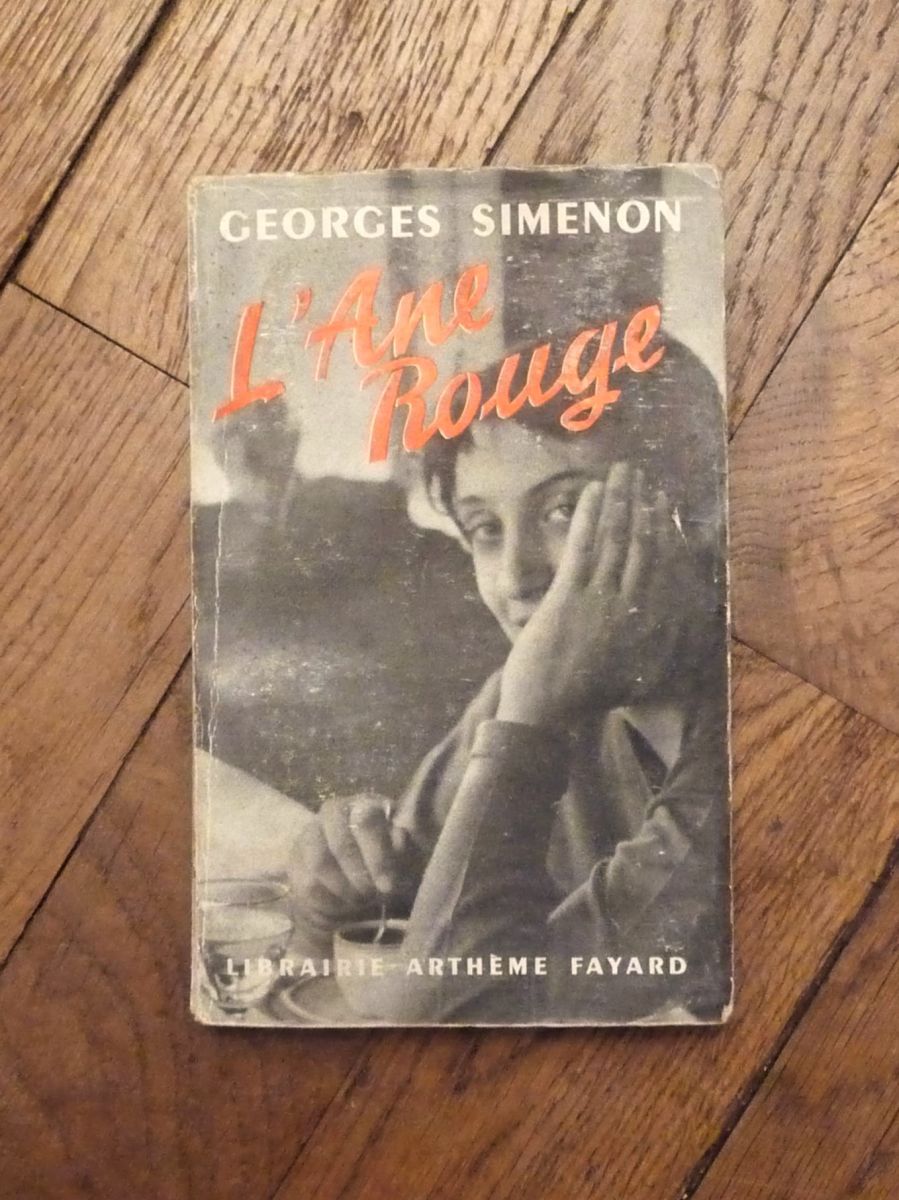 GEORGES SIMENON
L'Ane
Rouge
LIBRAIRIE ARTHÈME FAYARD